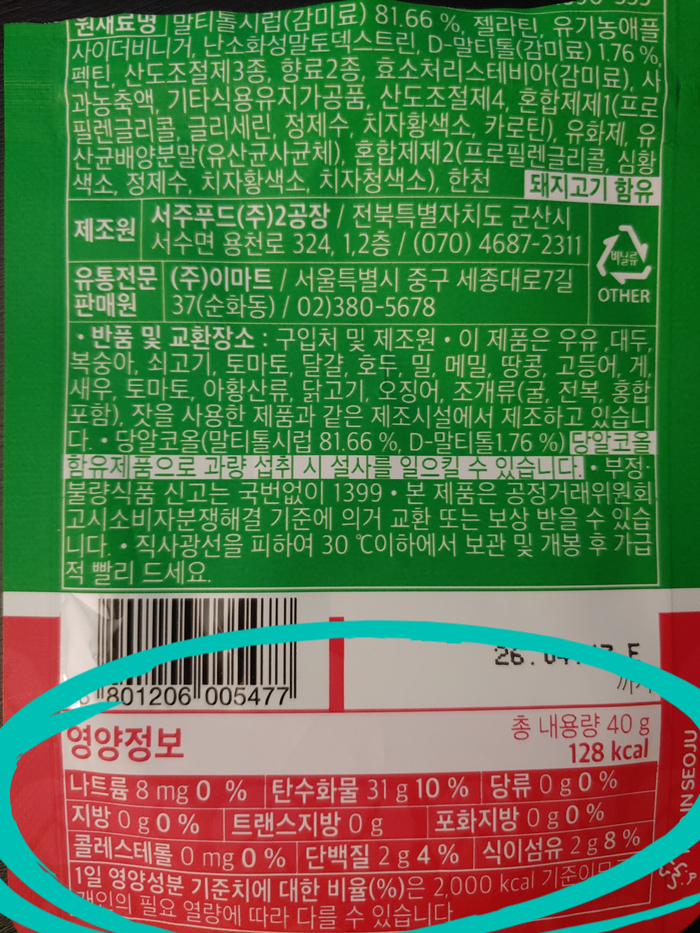 원재료명 말티톨시럽(감미료) 81.66 %, 젤라틴, 유기농애플
사이더비니거, 난소화성말토덱스트린, D-말티톨(감미료) 1.76 %,
펙틴, 산도조절제3종, 향료2종, 효소처리스테비아(감미료), 사
과농축액, 기타식용유지가공품, 산도조절제4, 혼합제제1(프로
필렌글리콜, 글리세린, 정제수, 치자황색소, 카로틴), 유화제, 유
산균배양분말(유산균사균체), 혼합제제2(프로필렌글리콜, 심황
색소, 정제수, 치자황색소, 치자청색소), 한천 돼지고기 함유
제조원 서주푸드(주)2공장 / 전북특별자치도 군산시
서수면 용천로 324, 1,2층 / (070) 4687-2311
비닐류
OTHER
유통전문
판매원
(주)이마트 / 서울특별시 중구 세종대로7길
37(순화동) / 02)380-5678
• 반품 및 교환장소 : 구입처 및 제조원 • 이 제품은 우유 ,대두,
복숭아, 쇠고기, 토마토, 달걀, 호두, 밀, 메밀, 땅콩, 고등어, 게,
새우, 토마토, 아황산류, 닭고기, 오징어, 조개류(굴, 전복, 홍합
포함), 잣을 사용한 제품과 같은 제조시설에서 제조하고 있습니
다. • 당알코올(말티톨시럽 81.66 %, D-말티톨1.76 %) 당알코올
함유제품으로 과량 섭취 시 설사를 일으킬 수 있습니다. • 부정·
불량식품 신고는 국번없이 1399 • 본 제품은 공정거래위원회
고시소비자분쟁해결 기준에 의거 교환 또는 보상 받을 수 있습
니다. • 직사광선을 피하여 30 ℃이하에서 보관 및 개봉 후 가급
적 빨리 드세요.
8 801206 005477
까지
영양정보
총 내용량 40 g
128 kcal
나트륨 8 mg 0 % 탄수화물 31 g 10 % 당류 0 g 0 %
지방 0 g 0 % 트랜스지방 0 g 포화지방 0 g 0 %
콜레스테롤 0 mg 0 % 단백질 2 g 4 % 식이섬유 2 g 8 %
1일 영양성분 기준치에 대한 비율(%)은 2,000 kcal 기준이므로
개인의 필요 열량에 따라 다를 수 있습니다
IN SEOJU